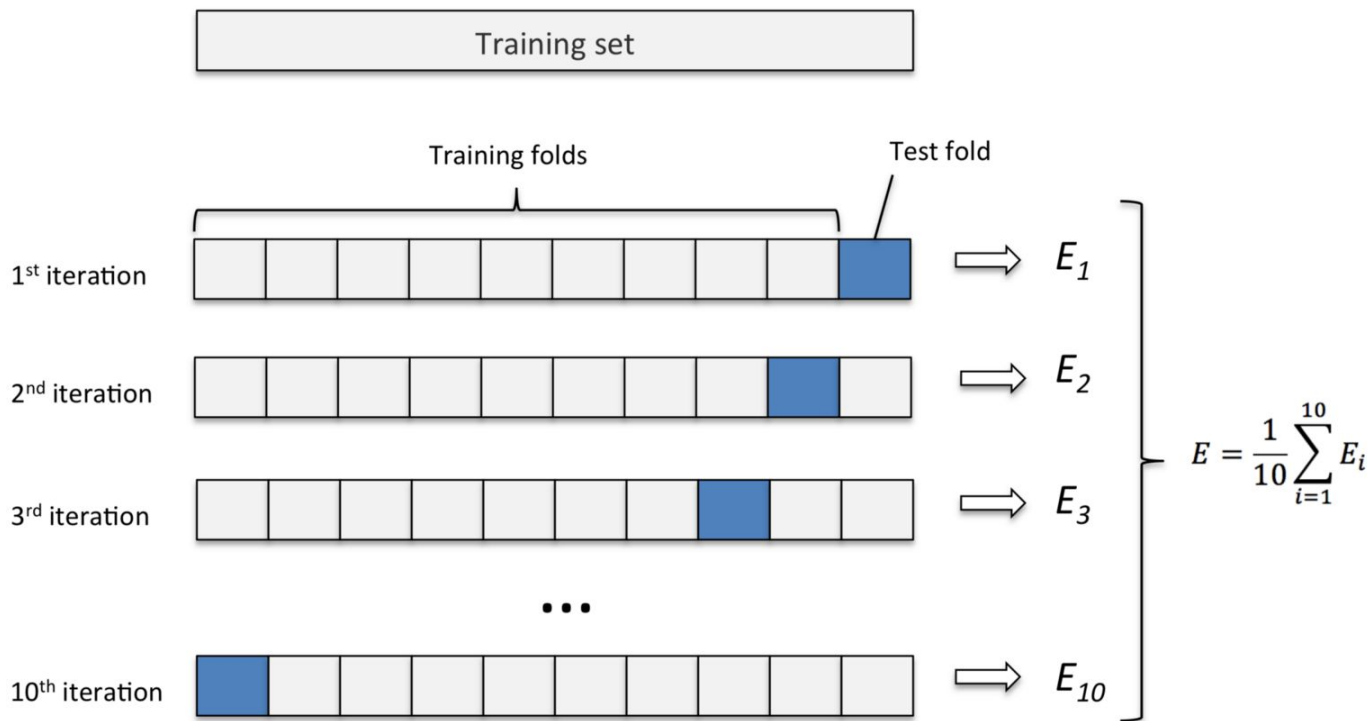 Training set
Training folds
Test fold
1st iteration
E1
2nd iteration
E2
E = 1/10 ∑_{i=1}^{10} E_i
3rd iteration
E3
...
10th iteration
E10